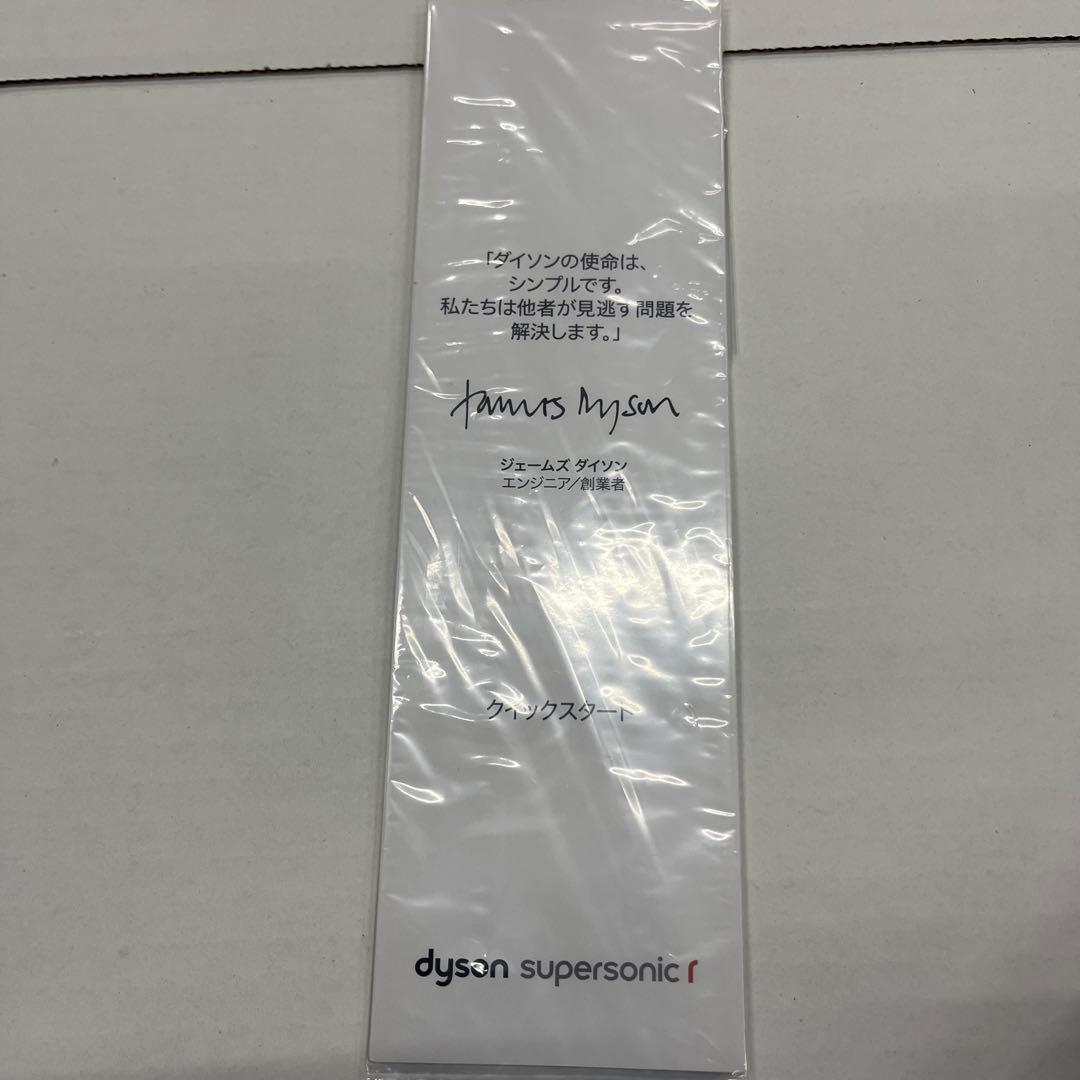 「ダイソンの使命は、
シンプルです。
私たちは他者が見逃す問題を
解決します。」
James Dyson
ジェームズ ダイソン
エンジニア/創業者
クイックスタート
dyson supersonic r